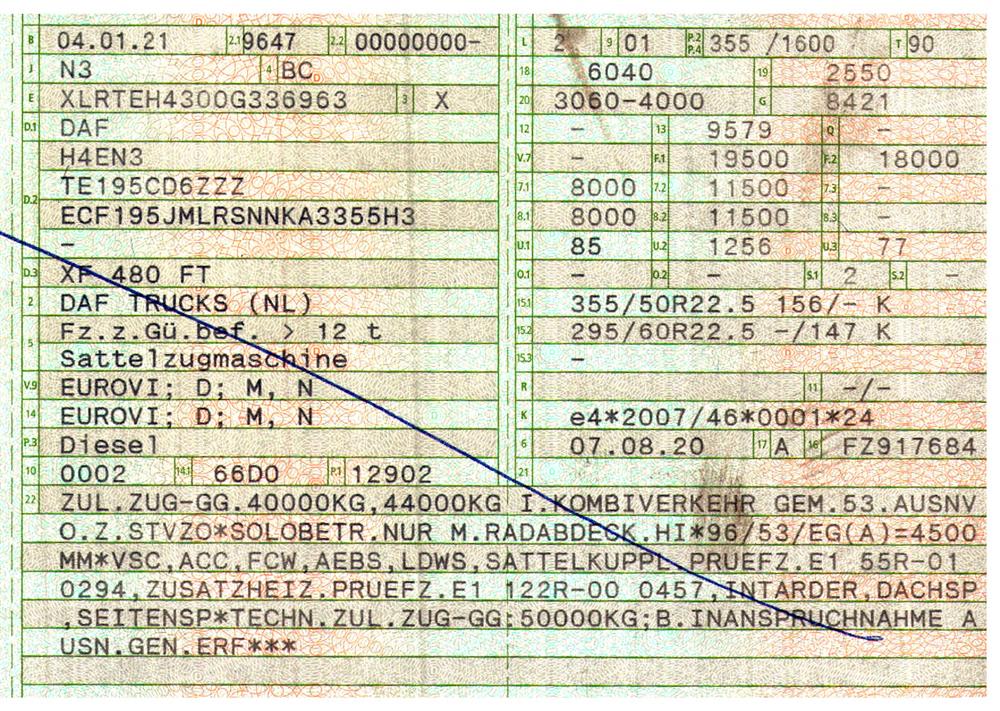 B 04.01.21 2.1 9647 2.2 00000000-
J N3 4 BC
E XLRTEH4300G336963 3 X
D.1 DAF
H4EN3
D.2 TE195CD6ZZZ
ECF195JMLRSNNKA3355H3
–
D.3 XF 480 FT
2 DAF TRUCKS (NL)
5 Fz.z.Gü.bef. > 12 t
Sattelzugmaschine
V.9 EUROVI; D; M, N
14 EUROVI; D; M, N
P.3 Diesel
10 0002 14.1 66D0 P.1 12902
L 2 9 01 P.2 P.4 355 /1600 T 90
18 6040 19 2550
20 3060-4000 G 8421
12 – 13 9579 Q –
V.7 – F.1 19500 F.2 18000
7.1 8000 7.2 11500 7.3 –
8.1 8000 8.2 11500 8.3 –
U.1 85 U.2 1256 U.3 77
O.1 – O.2 – S.1 2 S.2 –
15.1 355/50R22.5 156/- K
15.2 295/60R22.5 -/147 K
15.3 –
R 11 -/-
K e4*2007/46*0001*24
6 07.08.20 17 A 16 FZ917684
21
22 ZUL.ZUG-GG.40000KG,44000KG I.KOMBIVERKEHR GEM.53.AUSNV
O.Z.STVZO*SOLOBETR.NUR M.RADABDECK.HI*96/53/EG(A)=4500
MM*VSC,ACC,FCW,AEBS,LDWS,SATTELKUPPL. PRUEFZ.E1 55R-01
0294,ZUSATZHEIZ.PRUEFZ.E1 122R-00 0457,INTARDER,DACHSP
,SEITENSP*TECHN.ZUL.ZUG-GG:50000KG;B.INANSPRUCHNAHME A
USN.GEN.ERF***